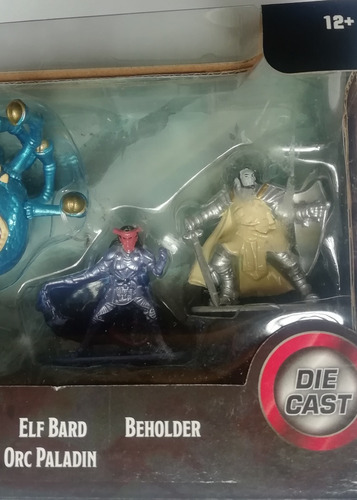 12+
ELF BARD BEHOLDER
ORC PALADIN
DIE
CAST